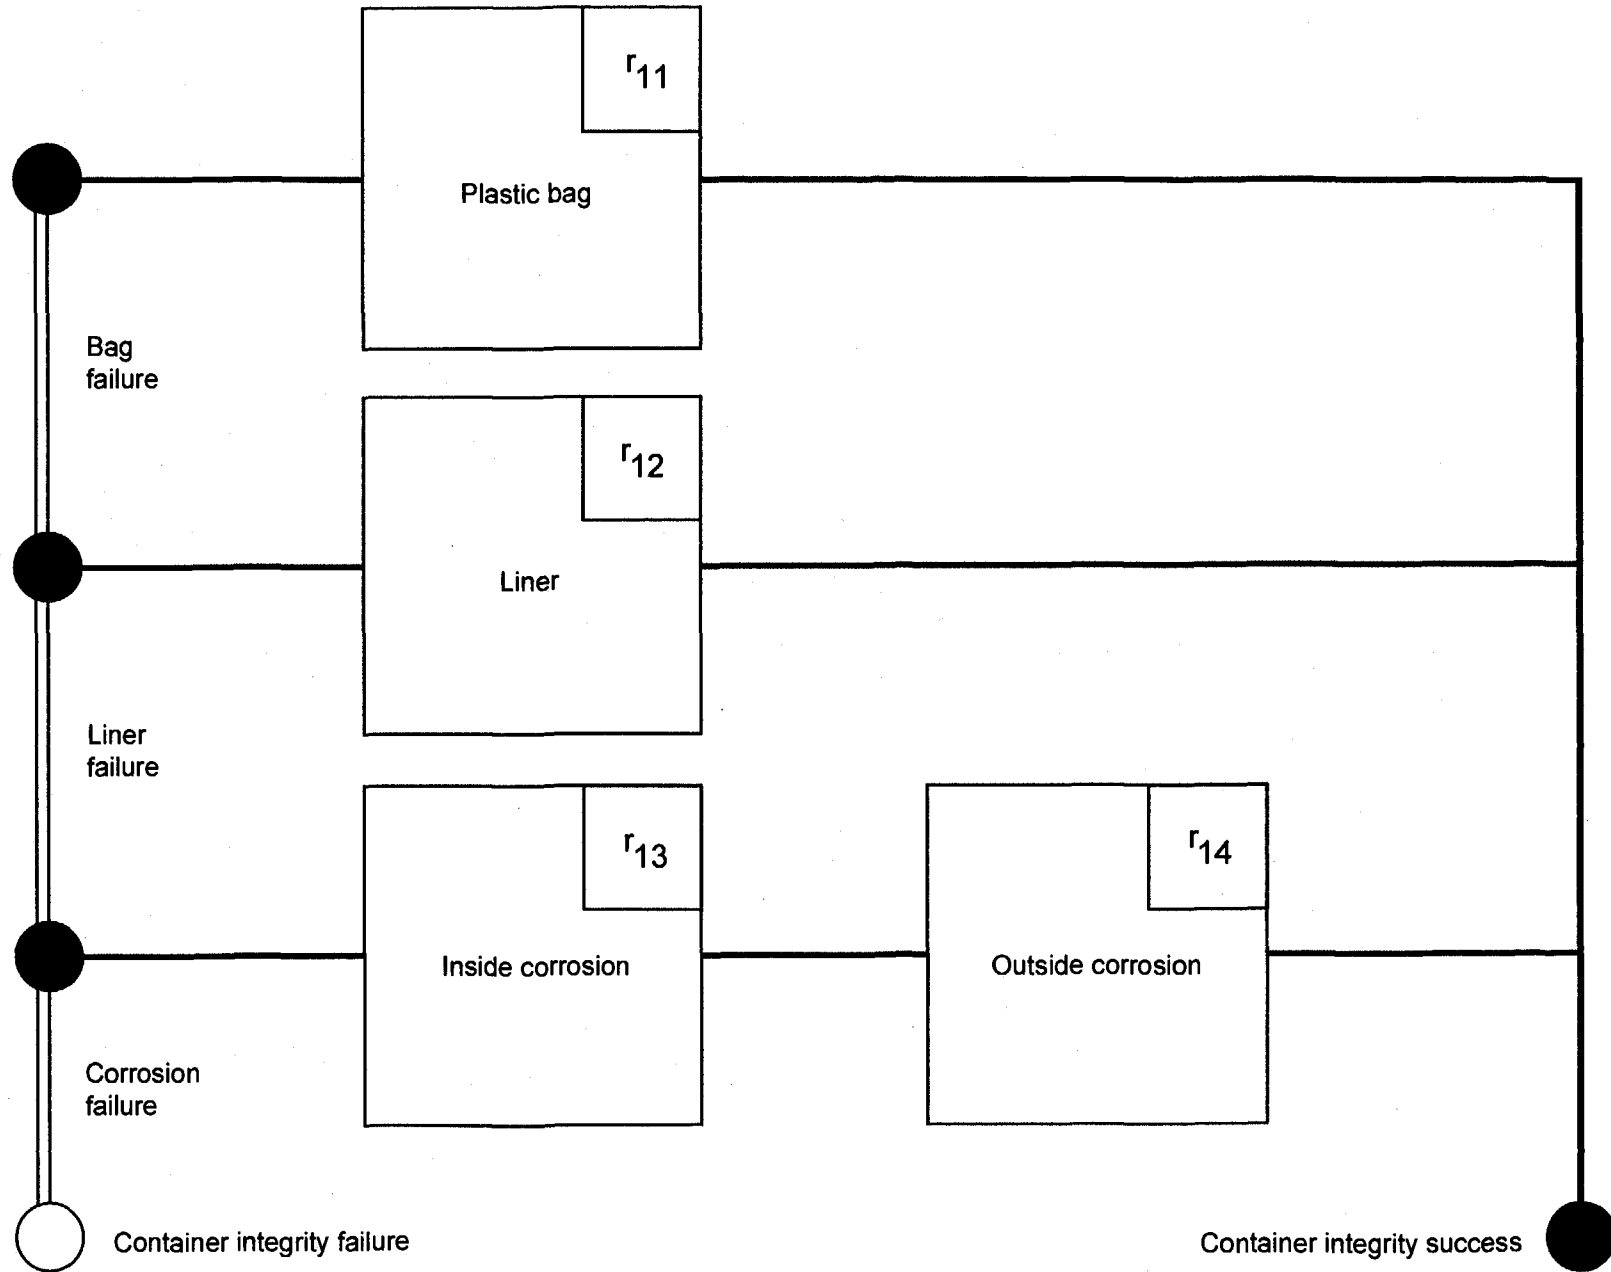 r11
Plastic bag
Bag
failure
r12
Liner
Liner
failure
r13
Inside corrosion
r14
Outside corrosion
Corrosion
failure
Container integrity failure
Container integrity success